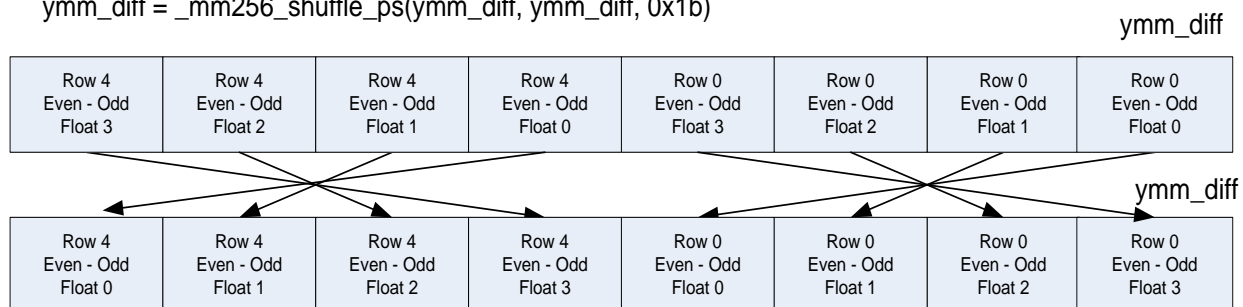 ymm_diff = _mm256_shuffle_ps(ymm_diff, ymm_diff, 0x1b)
ymm_diff
Row 4 Row 4 Row 4 Row 4 Row 0 Row 0 Row 0 Row 0
Even - Odd Even - Odd Even - Odd Even - Odd Even - Odd Even - Odd Even - Odd Even - Odd
Float 3 Float 2 Float 1 Float 0 Float 3 Float 2 Float 1 Float 0
ymm_diff
Row 4 Row 4 Row 4 Row 4 Row 0 Row 0 Row 0 Row 0
Even - Odd Even - Odd Even - Odd Even - Odd Even - Odd Even - Odd Even - Odd Even - Odd
Float 0 Float 1 Float 2 Float 3 Float 0 Float 1 Float 2 Float 3